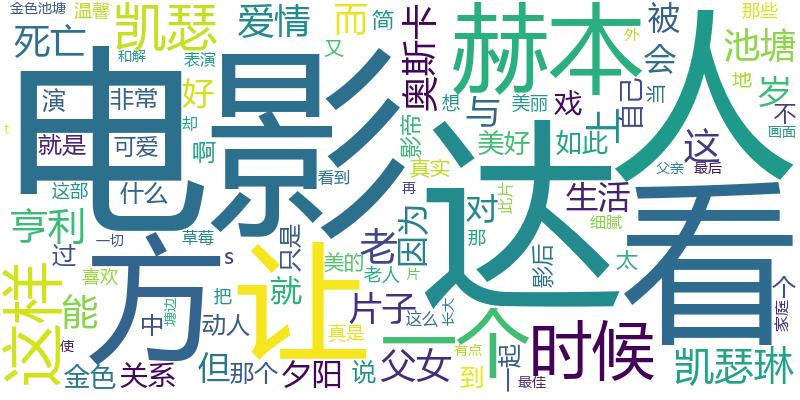 金色池塘
温馨
凯瑟
爱情
而
简
奥斯卡
赫本
人
被
会
那些
池塘
外
地
岁
死亡
和解
表演
又
电影
好
影帝
与
想
美丽
戏
上
自己
当
不
画面
演
非常
却
t
就是
可爱
啊
看到
真实
美好
如此
这
父亲
最后
这部
什么
再
达
对
那
此片
生活
细腻
看
亨利
过
一切
草莓
s
只是
美的
老
老人
因为
片
影后
太
喜欢
方
让
就
这样
能
使
中
塘边
动人
把
真是
片子
这么
长大
一个
时候
个
家庭
金色
关系
但
那个
夕阳
说
父女
有点
到
一起
最佳
凯瑟琳